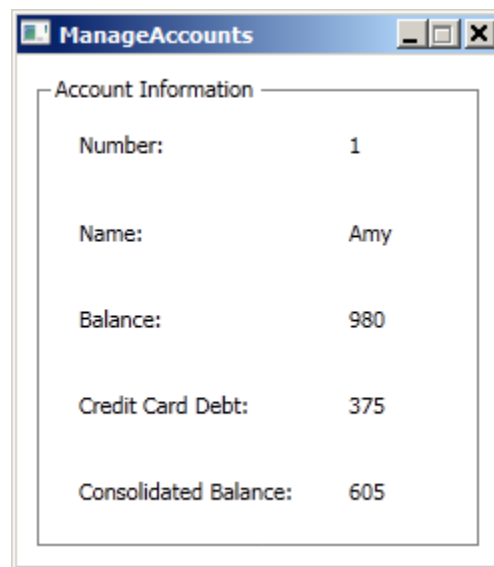 ManageAccounts
Account Information
Number: 1
Name: Amy
Balance: 980
Credit Card Debt: 375
Consolidated Balance: 605